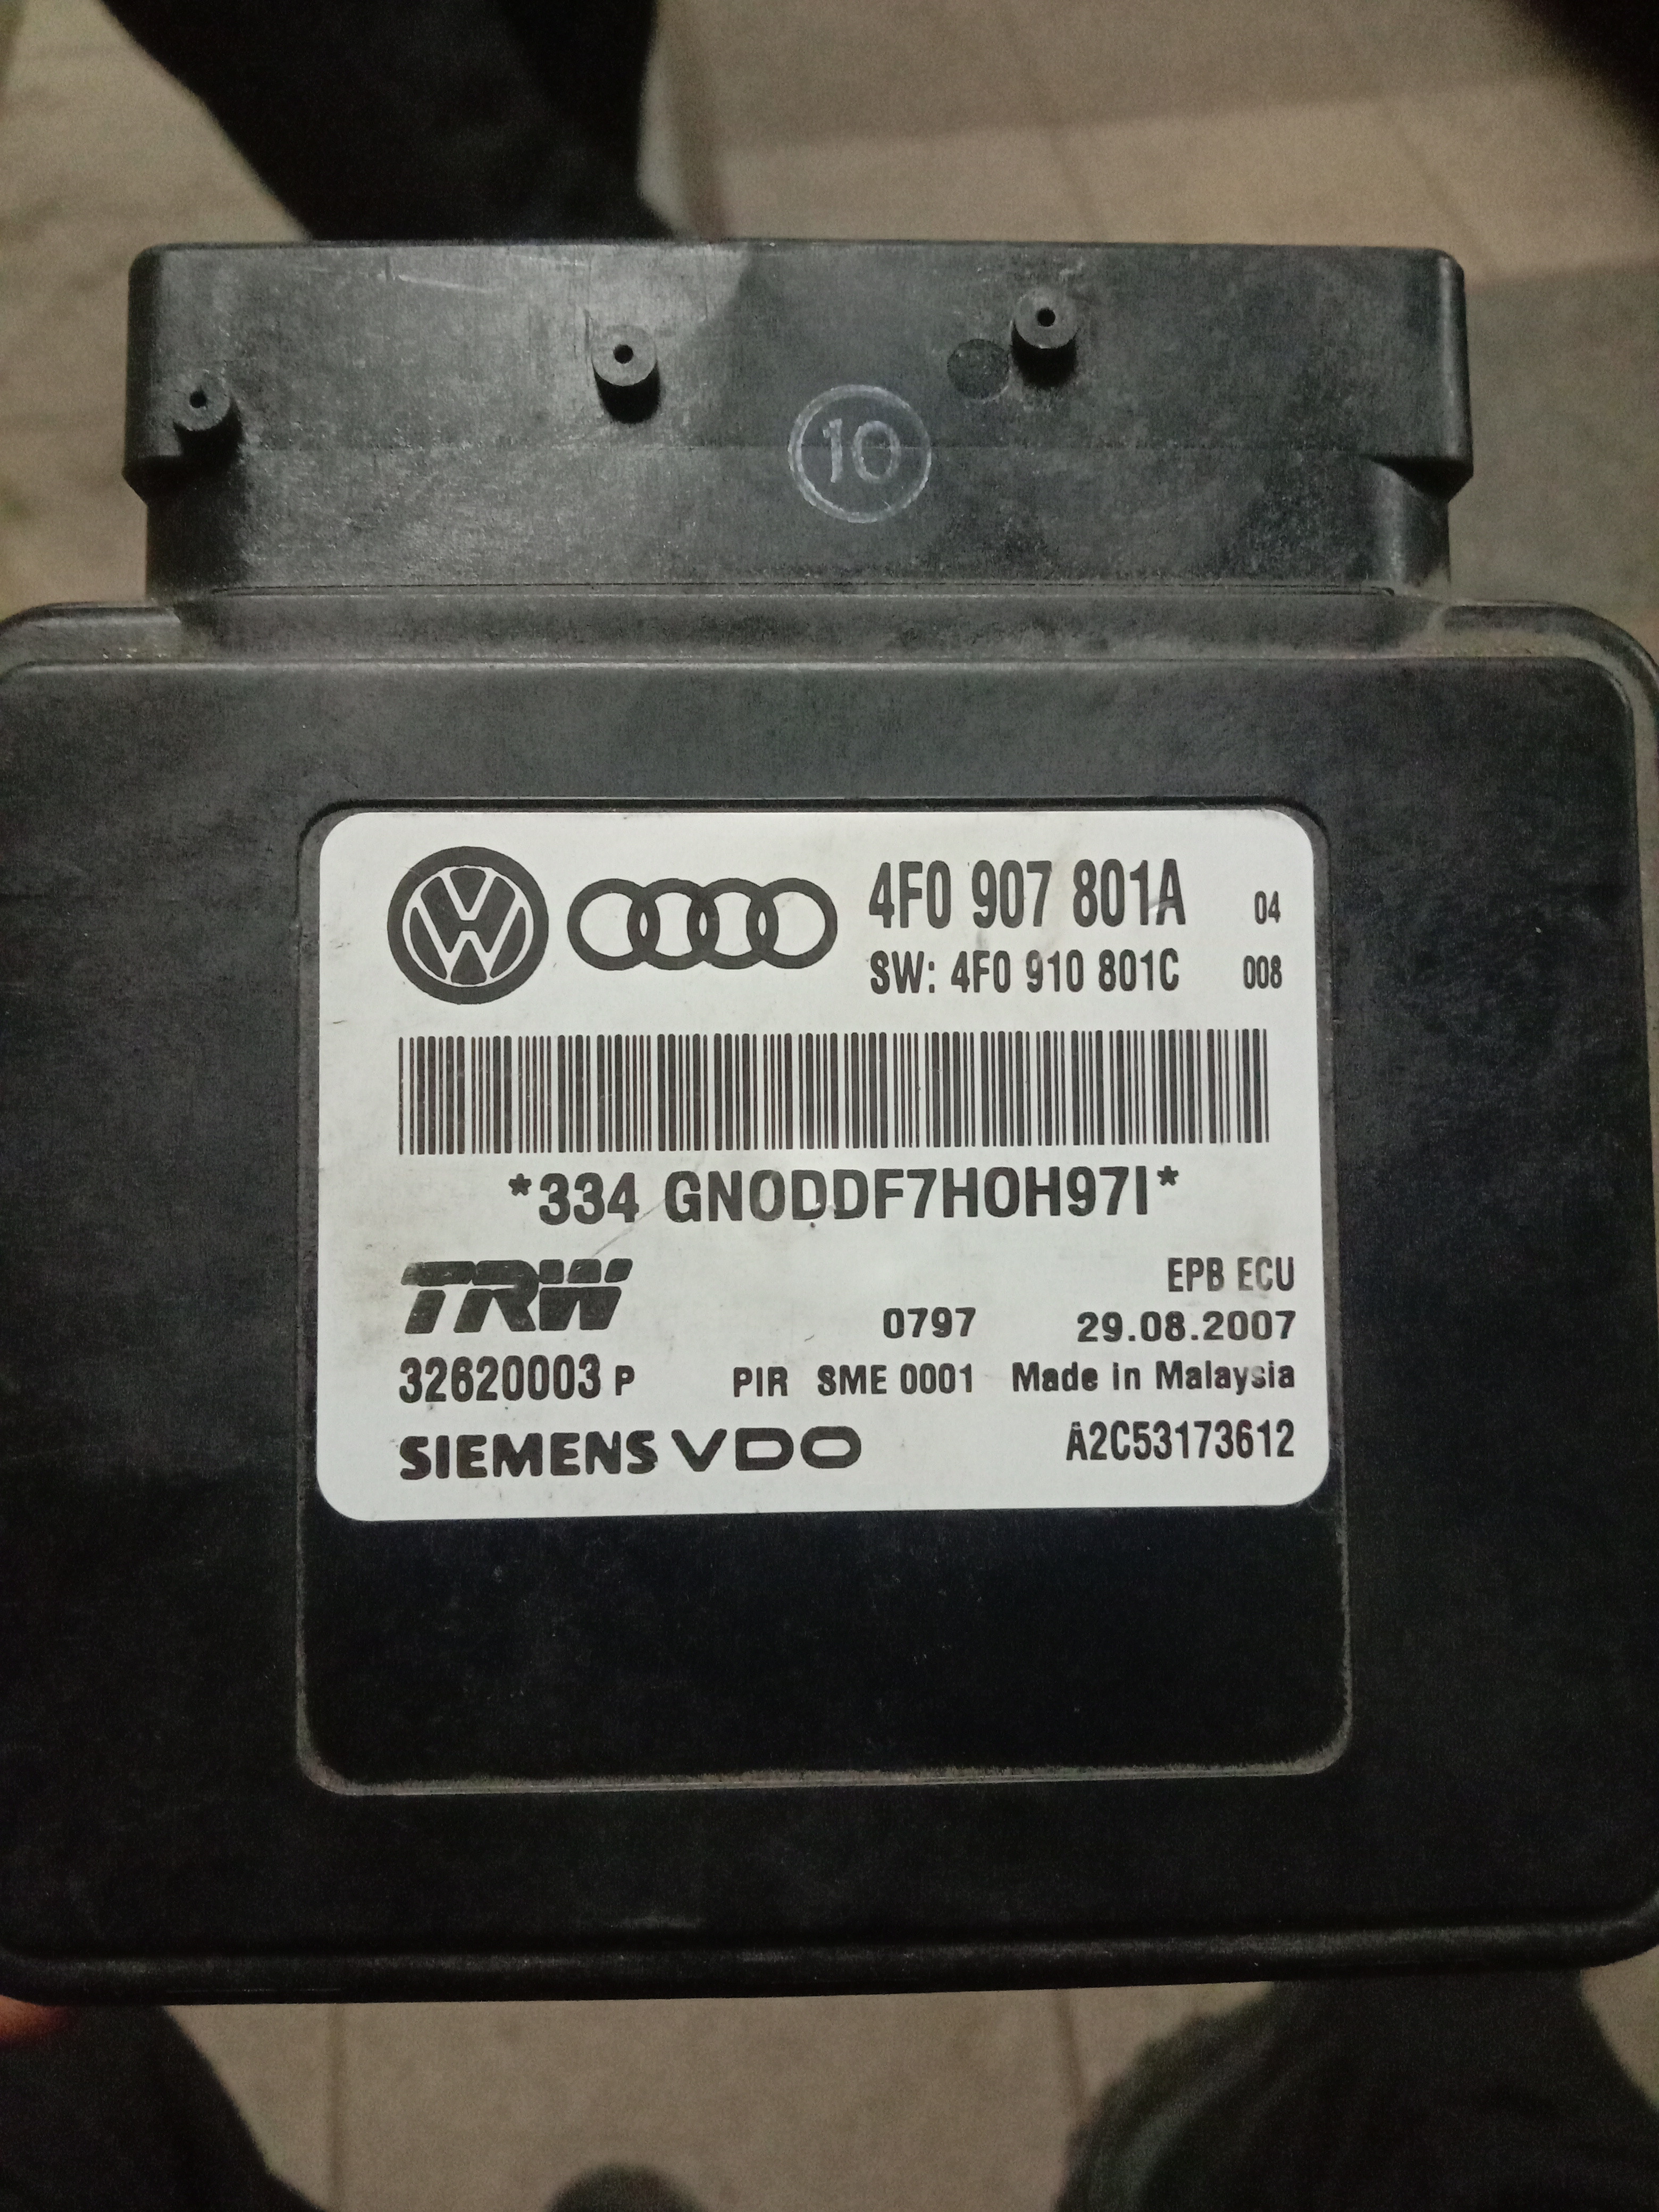 10
4F0 907 801A 04
SW: 4F0 910 801C 008
*334 GNODDF7HOH97I*
TRW EPB ECU
0797 29.08.2007
32620003 P PIR SME 0001 Made in Malaysia
SIEMENS VDO A2C53173612